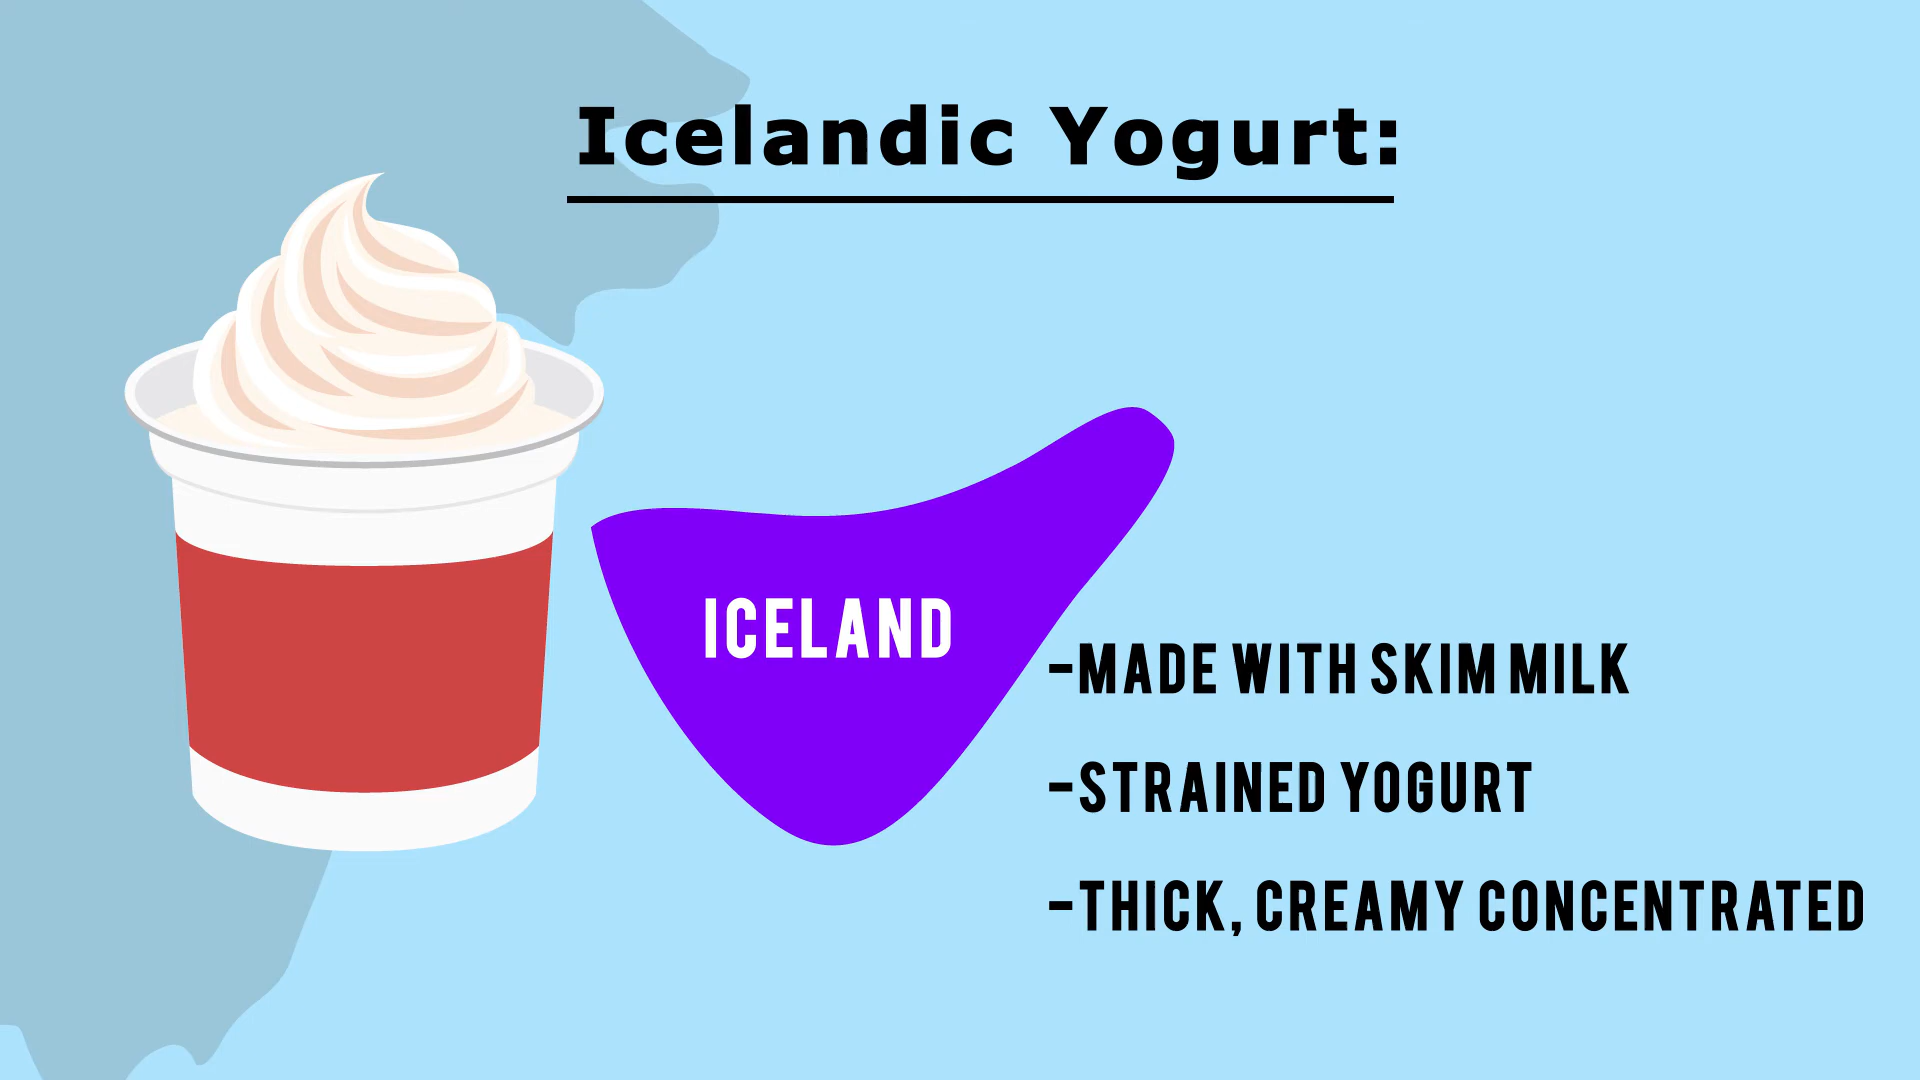 Icelandic Yogurt:
ICELAND
-MADE WITH SKIM MILK
-STRAINED YOGURT
-THICK, CREAMY CONCENTRATED